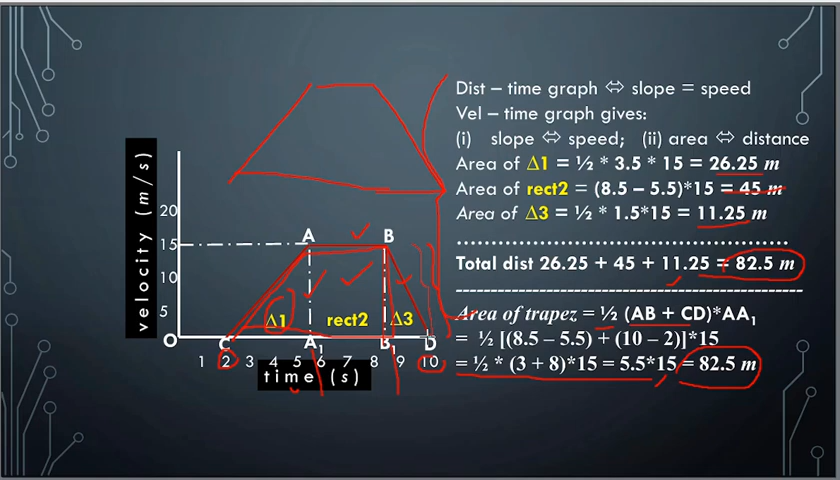 Dist – time graph ⇔ slope = speed
Vel – time graph gives:
(i) slope ⇔ speed; (ii) area ⇔ distance
Area of Δ1 = ½ * 3.5 * 15 = 26.25 m
Area of rect2 = (8.5 – 5.5)*15 = 45 m
Area of Δ3 = ½ * 1.5*15 = 11.25 m
Total dist 26.25 + 45 + 11.25 = 82.5 m
Area of trapez = ½ (AB + CD)*AA₁
= ½ [(8.5 – 5.5) + (10 – 2)]*15
= ½ * (3 + 8)*15 = 5.5*15 = 82.5 m
velocity (m/s)
20
15
10
5
O
A
B
Δ1
rect2
Δ3
C
A₁
B₁
D
1 2 3 4 5 6 7 8 9 10
time (s)